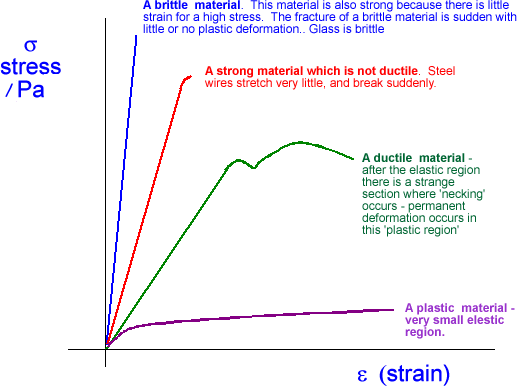 A brittle material. This material is also strong because there is little
strain for a high stress. The fracture of a brittle material is sudden with
little or no plastic deformation.. Glass is brittle
σ
stress
/ Pa
A strong material which is not ductile. Steel
wires stretch very little, and break suddenly.
A ductile material -
after the elastic region
there is a strange
section where 'necking'
occurs - permanent
deformation occurs in
this 'plastic region'
A plastic material -
very small elestic
region.
ε (strain)